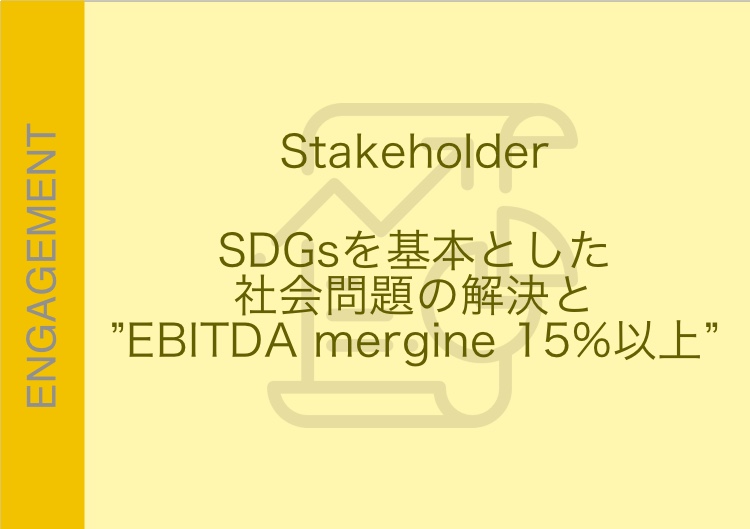 ENGAGEMENT
Stakeholder
SDGsを基本とした
社会問題の解決と
”EBITDA mergine 15%以上”